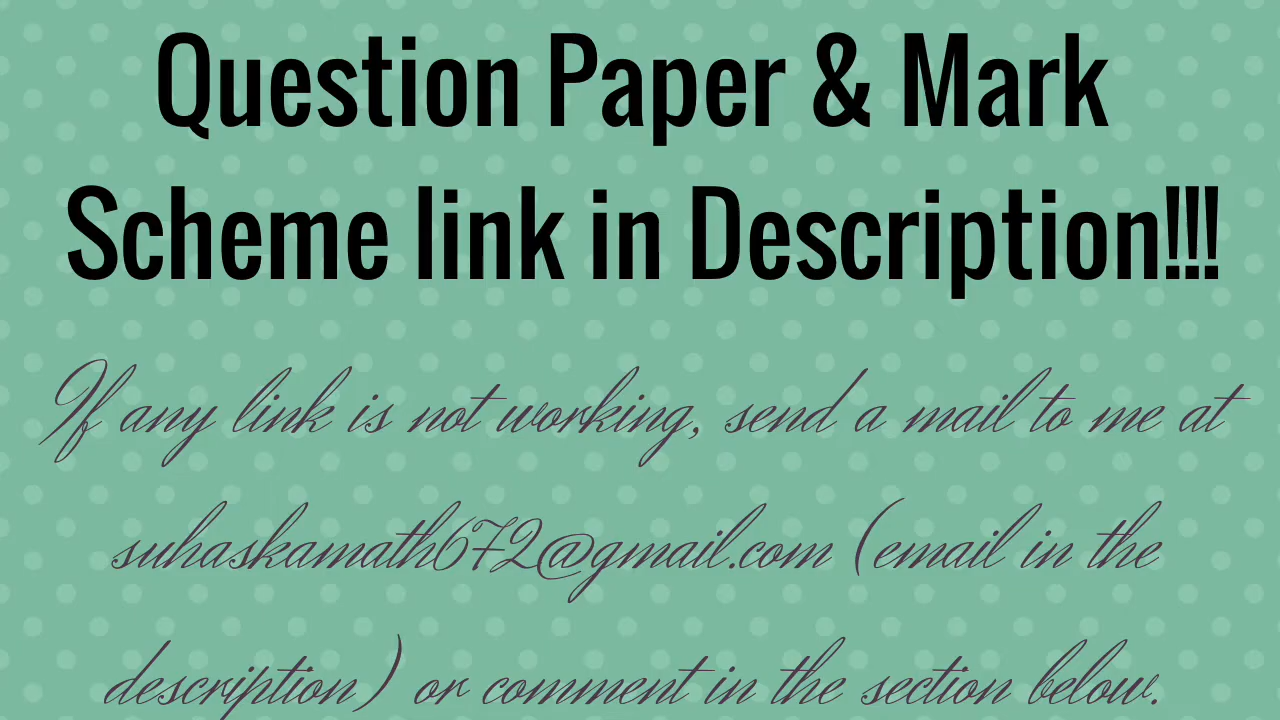 Question Paper & Mark
Scheme link in Description!!!
If any link is not working, send a mail to me at
suhaskamath672@gmail.com (email in the
description) or comment in the section below.